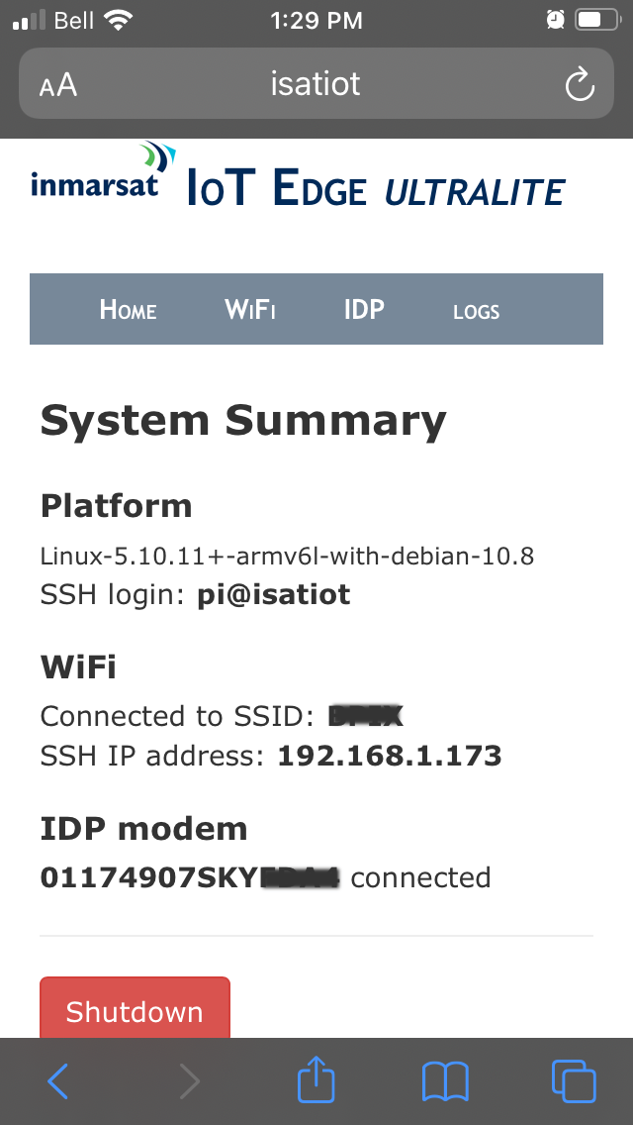 Bell
1:29 PM
AA
isatiot
inmarsat IoT Edge ULTRALITE
Home WiFi IDP LOGS
System Summary
Platform
Linux-5.10.11+-armv6l-with-debian-10.8
SSH login: pi@isatiot
WiFi
Connected to SSID:
SSH IP address: 192.168.1.173
IDP modem
01174907SKY connected
Shutdown